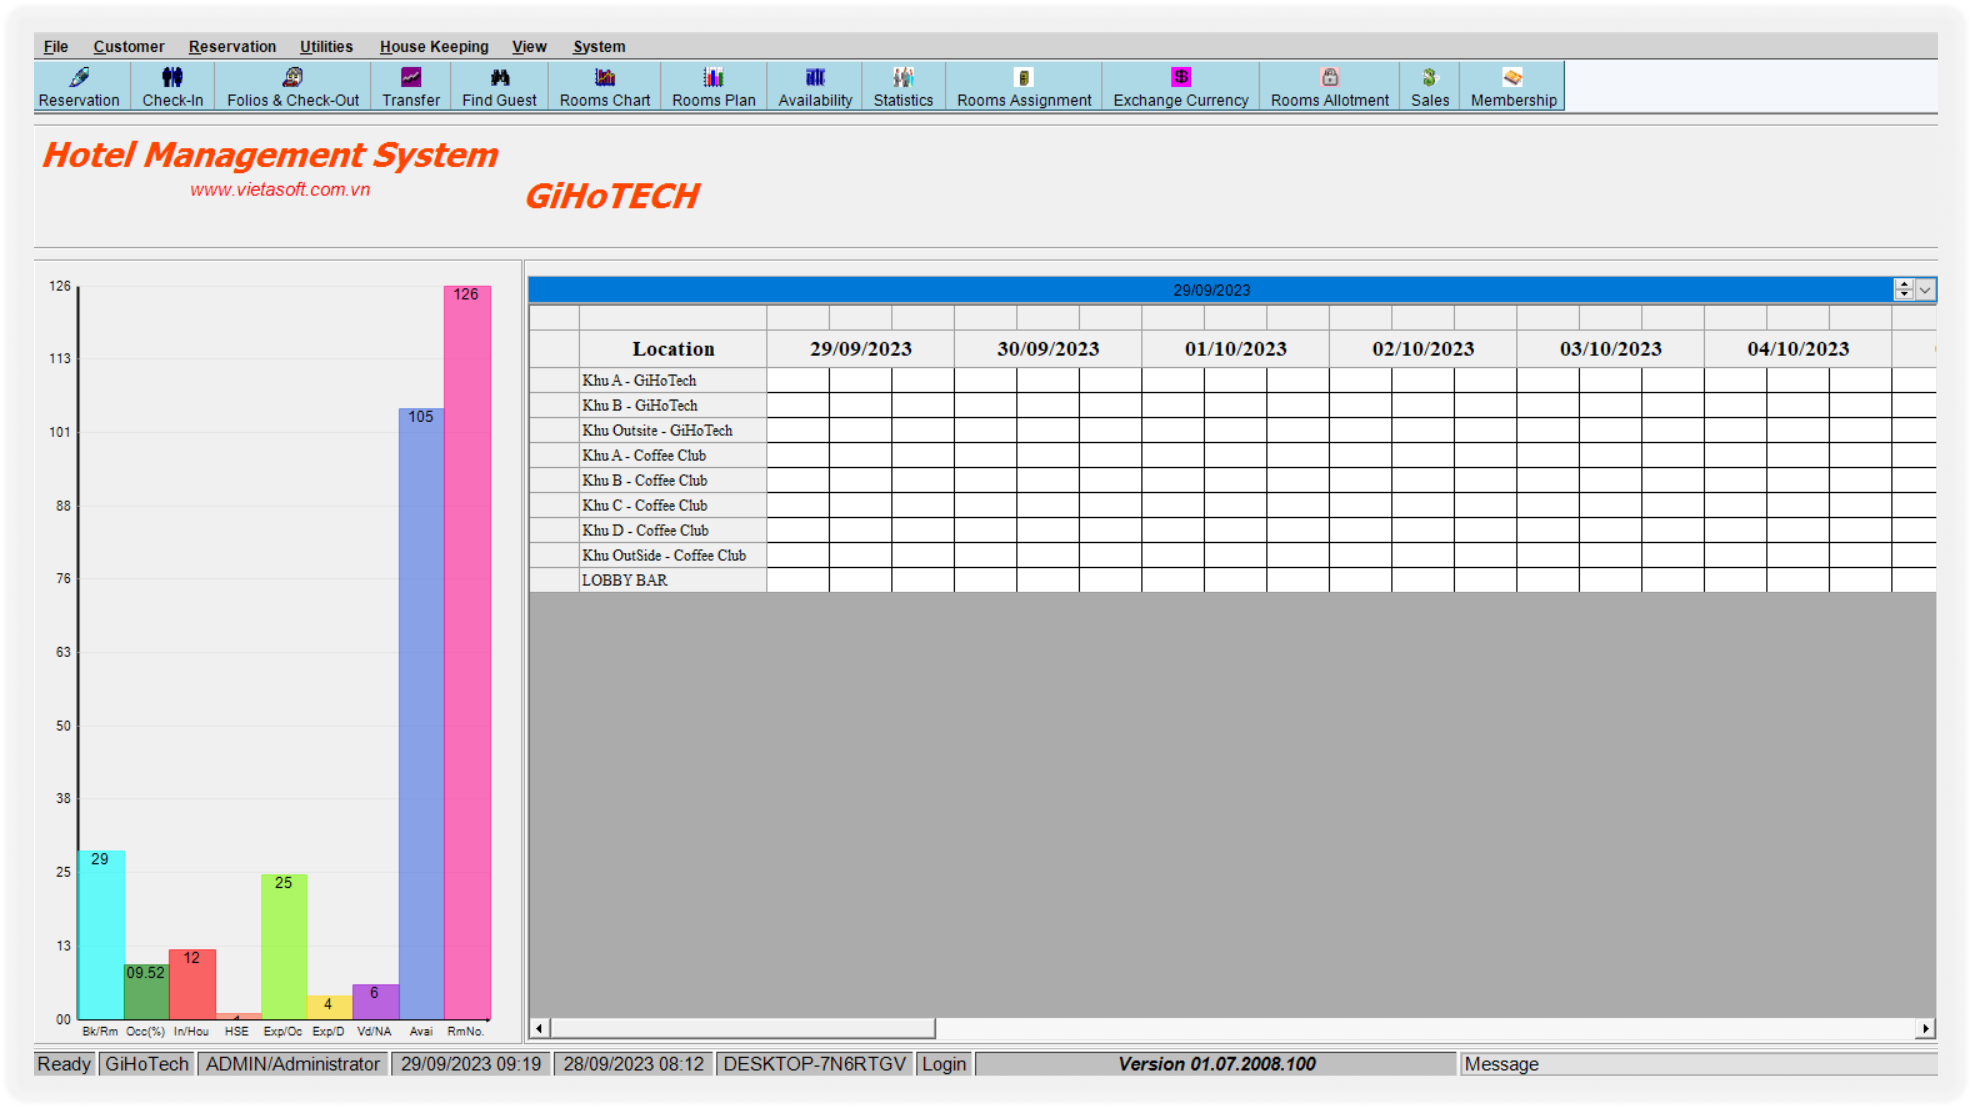 File Customer Reservation Utilities House Keeping View System
Reservation Check-In Folios & Check-Out Transfer Find Guest Rooms Chart Rooms Plan Availability Statistics Rooms Assignment Exchange Currency Rooms Allotment Sales Membership
Hotel Management System
www.vietasoft.com.vn
GiHoTECH
126
113
101
88
76
63
50
38
25
13
00
29
09.52
12
25
4
6
105
126
Bk/Rm Occ(%) In/Hou HSE Exp/Oc Exp/D Vd/NA Avai RmNo.
29/09/2023
Location 29/09/2023 30/09/2023 01/10/2023 02/10/2023 03/10/2023 04/10/2023
Khu A - GiHoTech
Khu B - GiHoTech
Khu Outsite - GiHoTech
Khu A - Coffee Club
Khu B - Coffee Club
Khu C - Coffee Club
Khu D - Coffee Club
Khu OutSide - Coffee Club
LOBBY BAR
Ready GiHoTech ADMIN/Administrator 29/09/2023 09:19 28/09/2023 08:12 DESKTOP-7N6RTGV Login Version 01.07.2008.100 Message